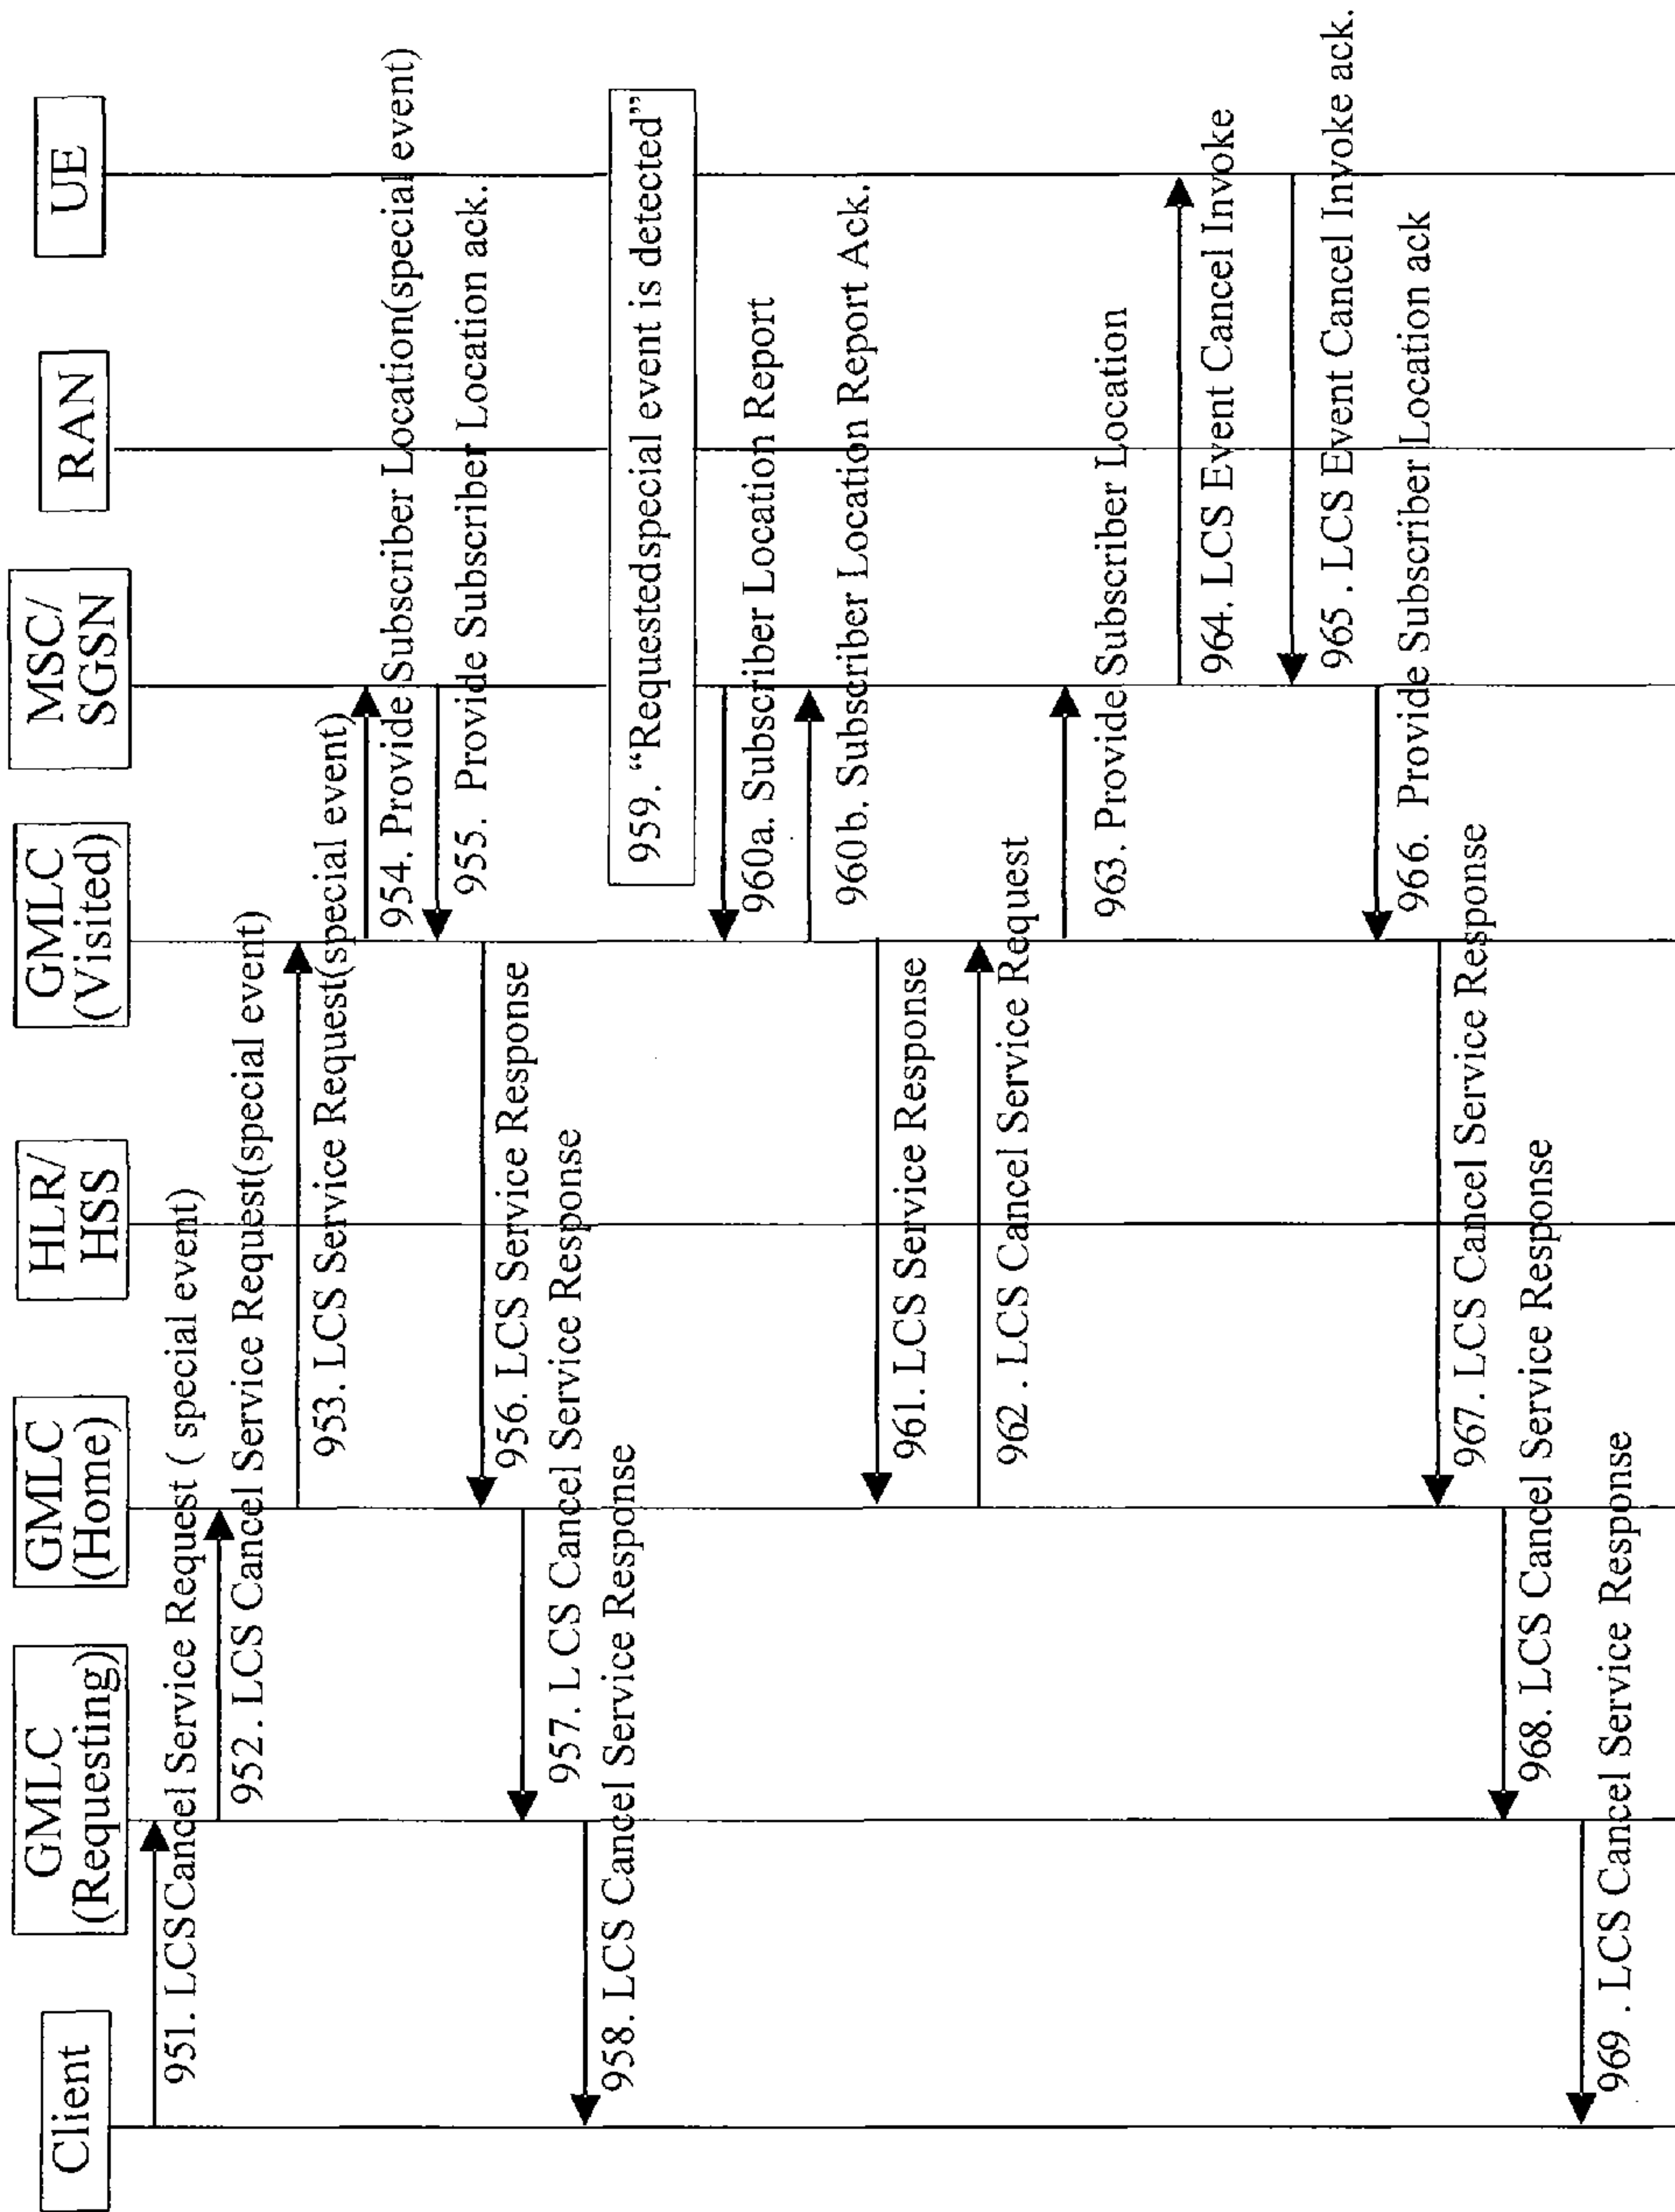 Client
GMLC
(Requesting)
GMLC
(Home)
HLR/
HSS
GMLC
(Visited)
MSC/
SGSN
RAN
UE
951. LCS Cancel Service Request ( special event)
952 . LCS Cancel Service Request(special event)
953. LCS Service Request(special event)
954. Provide Subscriber Location(special event)
955. Provide Subscriber Location ack.
956. LCS Service Response
957. L CS Cancel Service Response
958. LCS Cancel Service Response
959. “Requestedspecial event is detected”
960a. Subscriber Location Report
960b. Subscriber Location Report Ack.
961. LCS Service Response
962 . LCS Cancel Service Request
963. Provide Subscriber Location
964. LCS Event Cancel Invoke
965 . LCS Event Cancel Invoke ack.
966. Provide Subscriber Location ack
967. LCS Cancel Service Response
968. LCS Cancel Service Response
969 . LCS Cancel Service Response